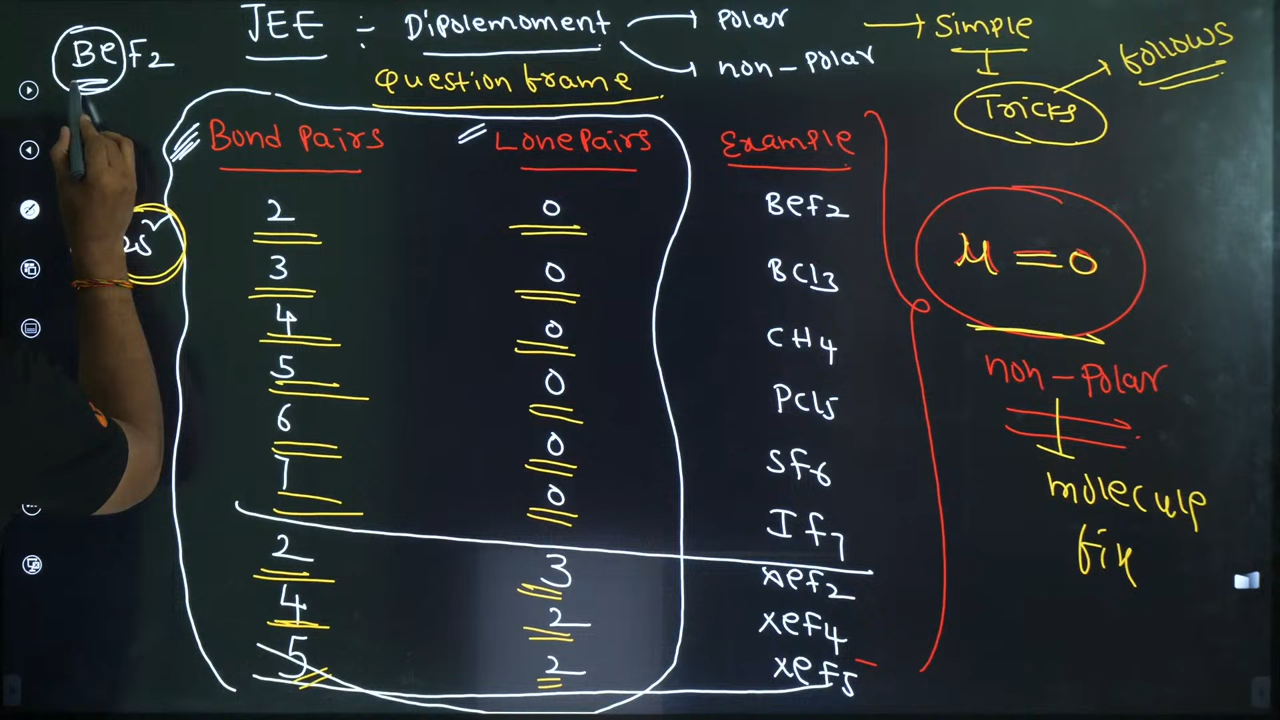 BeF2
JEE :- Dipolemoment → Polar → Simple
→ non-Polar
Question frame
Tricks → follows
Bond Pairs Lone Pairs Example
2 0 BeF2
2s²
3 0 BCl3
μ = 0
4 0 CH4
5 0 PCl5
non-Polar
6 0 SF6
7 0 IF7
molecule
fix
2 3 XeF2
4 2 XeF4
5 2 XeF5⁻